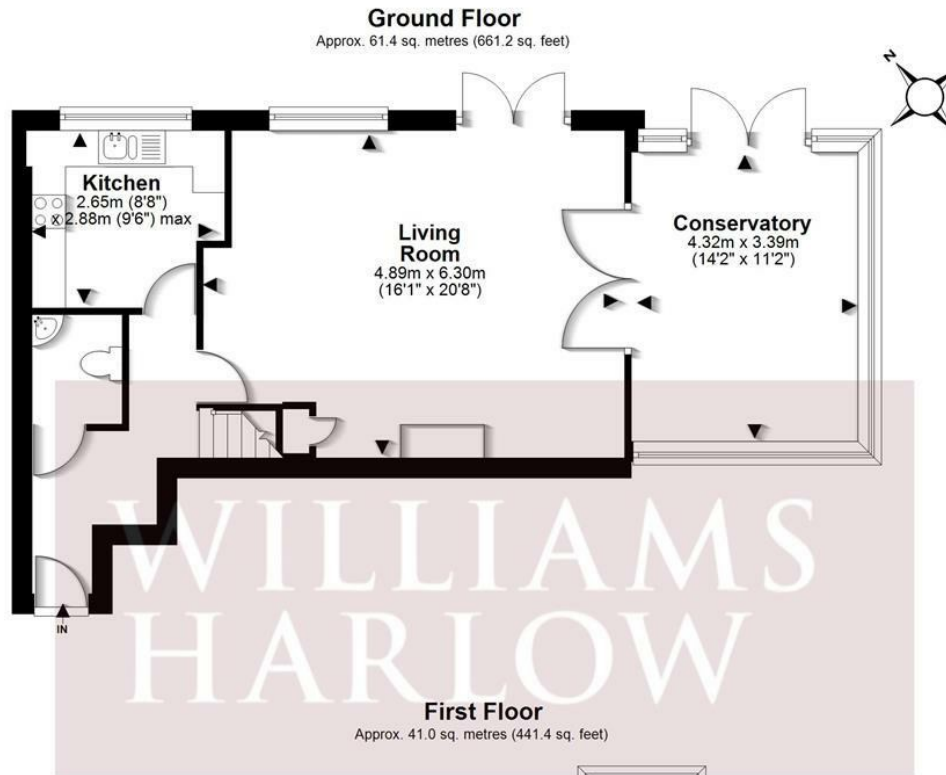 Ground Floor
Approx. 61.4 sq. metres (661.2 sq. feet)
N
Kitchen
2.65m (8'8")
x 2.88m (9'6") max
Living
Room
4.89m x 6.30m
(16'1" x 20'8")
Conservatory
4.32m x 3.39m
(14'2" x 11'2")
IN
WILLIAMS
HARLOW
First Floor
Approx. 41.0 sq. metres (441.4 sq. feet)